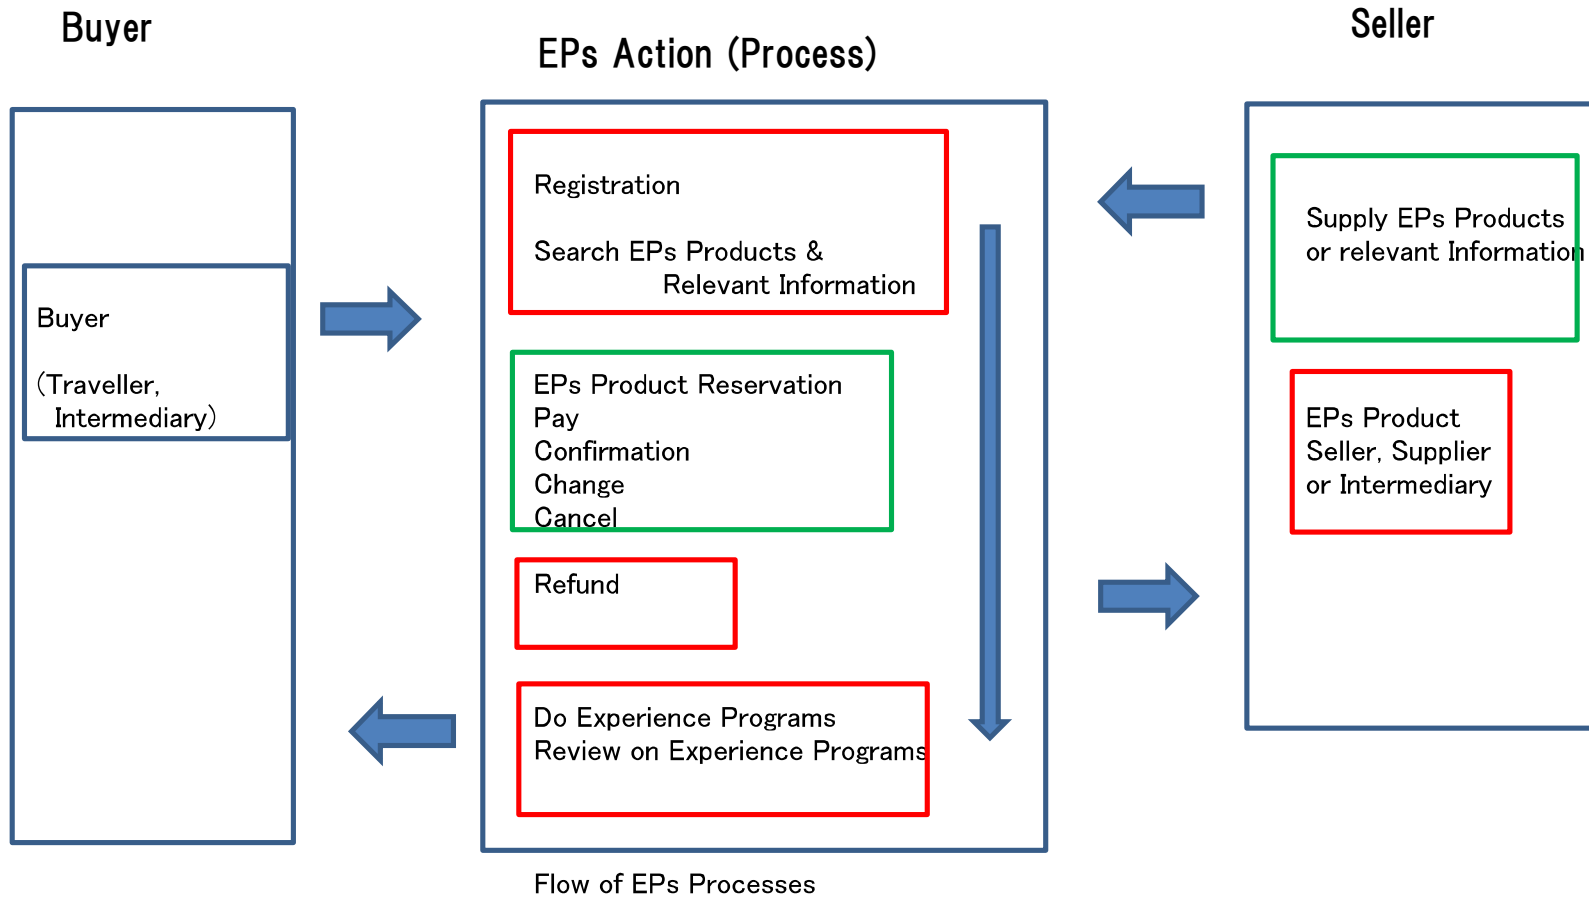 Buyer
EPs Action (Process)
Seller
Buyer
(Traveller,
Intermediary)
Registration
Search EPs Products &
Relevant Information
EPs Product Reservation
Pay
Confirmation
Change
Cancel
Refund
Do Experience Programs
Review on Experience Programs
Supply EPs Products
or relevant Information
EPs Product
Seller, Supplier
or Intermediary
Flow of EPs Processes